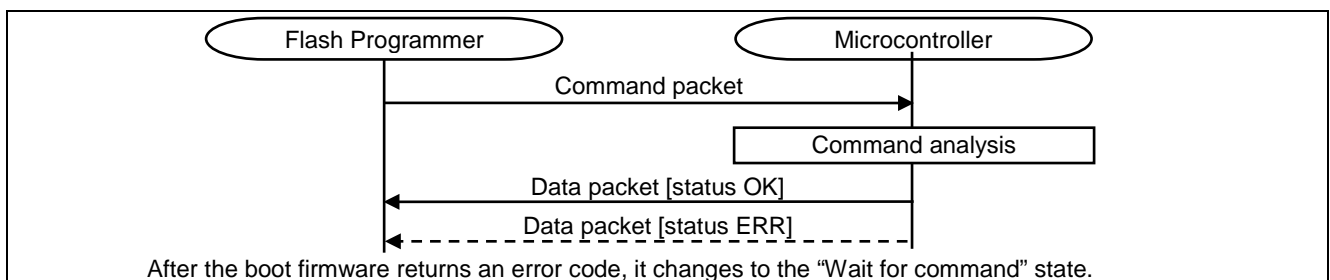 Flash Programmer Microcontroller
Command packet
Command analysis
Data packet [status OK]
Data packet [status ERR]
After the boot firmware returns an error code, it changes to the “Wait for command” state.